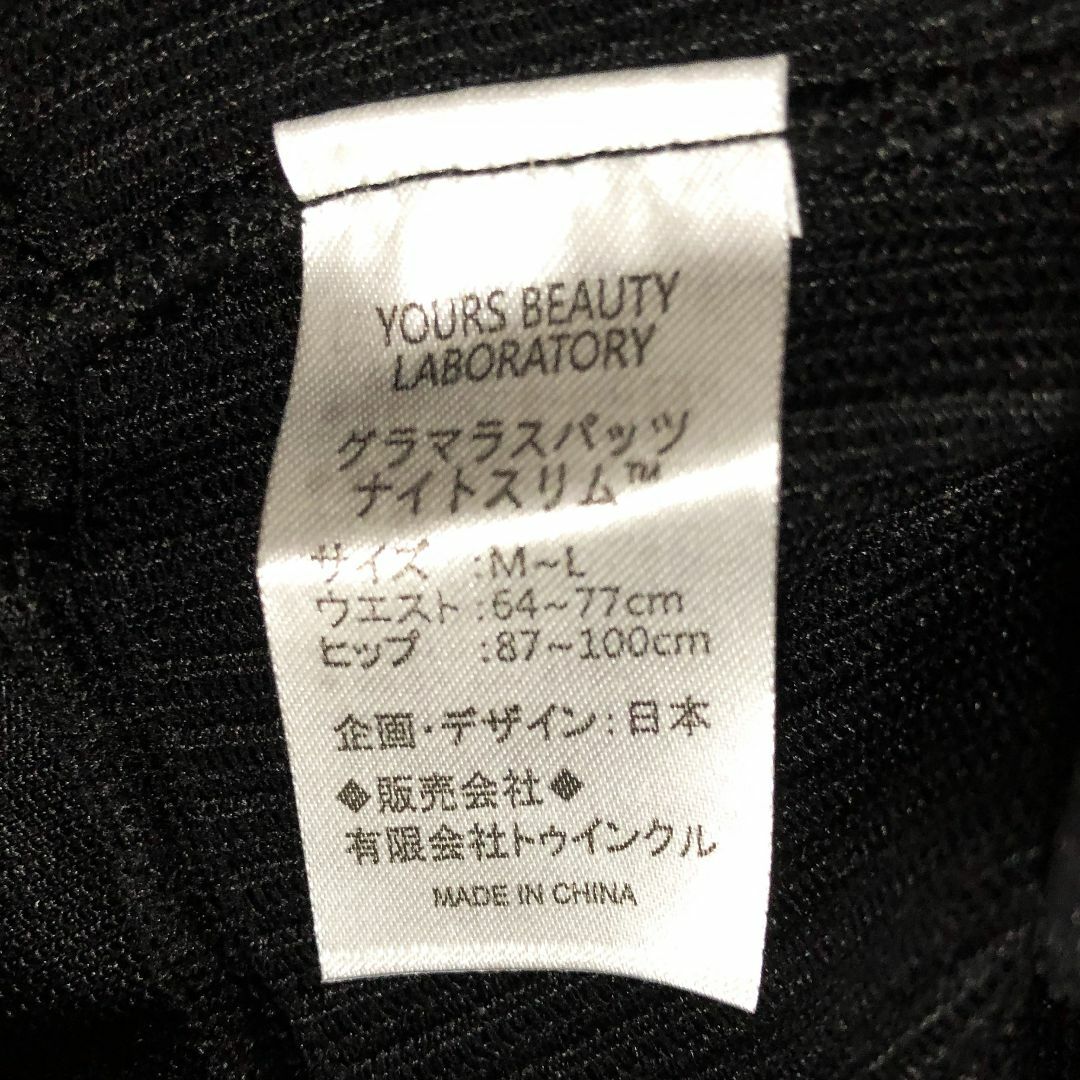 YOURS BEAUTY
LABORATORY
グラマラスパッツ
ナイトスリム™
サイズ :M~L
ウエスト:64~77cm
ヒップ :87~100cm
企画・デザイン:日本
◆販売会社◆
有限会社トゥインクル
MADE IN CHINA